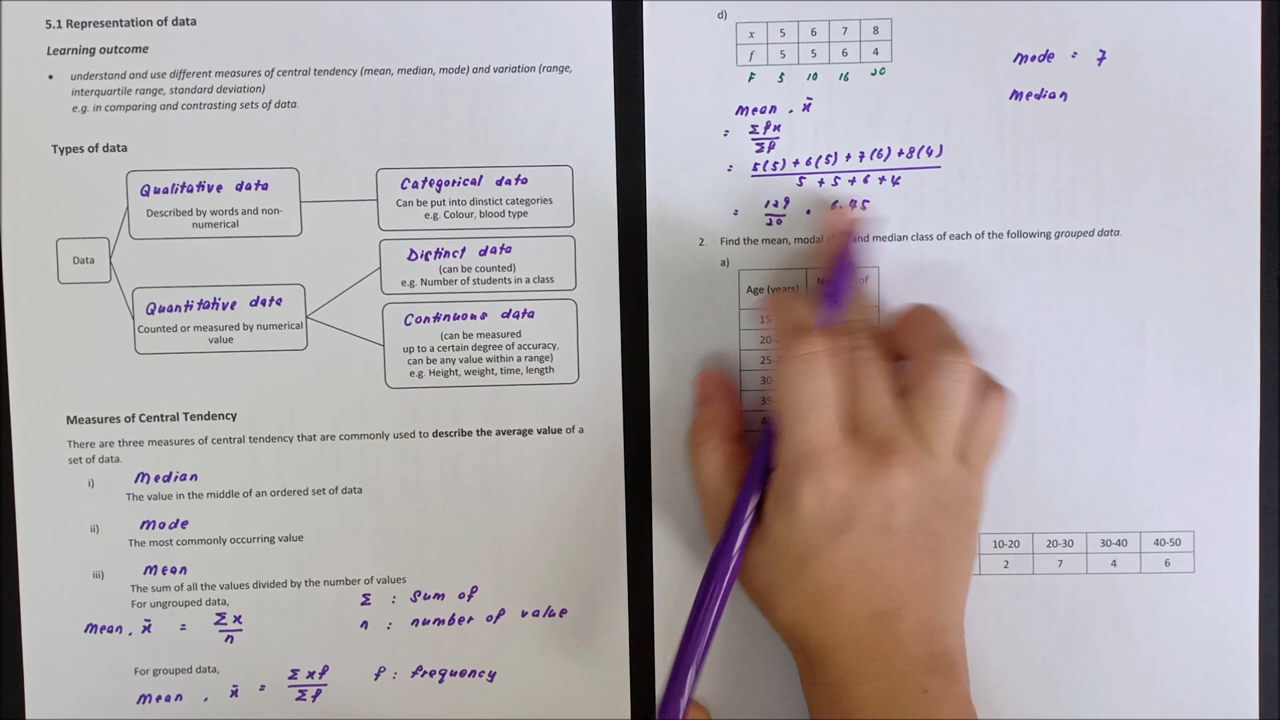 5.1 Representation of data
Learning outcome
• understand and use different measures of central tendency (mean, median, mode) and variation (range,
interquartile range, standard deviation)
e.g. in comparing and contrasting sets of data.
Types of data
Data
Qualitative data
Described by words and non-
numerical
Categorical data
Can be put into dinstict categories
e.g. Colour, blood type
Quantitative data
Counted or measured by numerical
value
Distinct data
(can be counted)
e.g. Number of students in a class
Continuous data
(can be measured
up to a certain degree of accuracy,
can be any value within a range)
e.g. Height, weight, time, length
Measures of Central Tendency
There are three measures of central tendency that are commonly used to describe the average value of a
set of data.
i) Median
The value in the middle of an ordered set of data
ii) Mode
The most commonly occurring value
iii) Mean
The sum of all the values divided by the number of values
For ungrouped data,
Σ : Sum of
mean, x̄ = Σx/n
n : number of value
For grouped data,
mean, x̄ = Σxf/Σf
f : frequency
d)
x 5 6 7 8
f 5 5 6 4
F 5 10 16 20
mode = 7
Median
Mean, x̄
= Σfx/Σf
= 5(5) + 6(5) + 7(6) + 8(4)
5 + 5 + 6 + 4
= 129/20 = 6.45
2. Find the mean, modal and median class of each of the following grouped data.
a)
Age (years) of
15
20-
25-
30
35
10-20 20-30 30-40 40-50
2 7 4 6